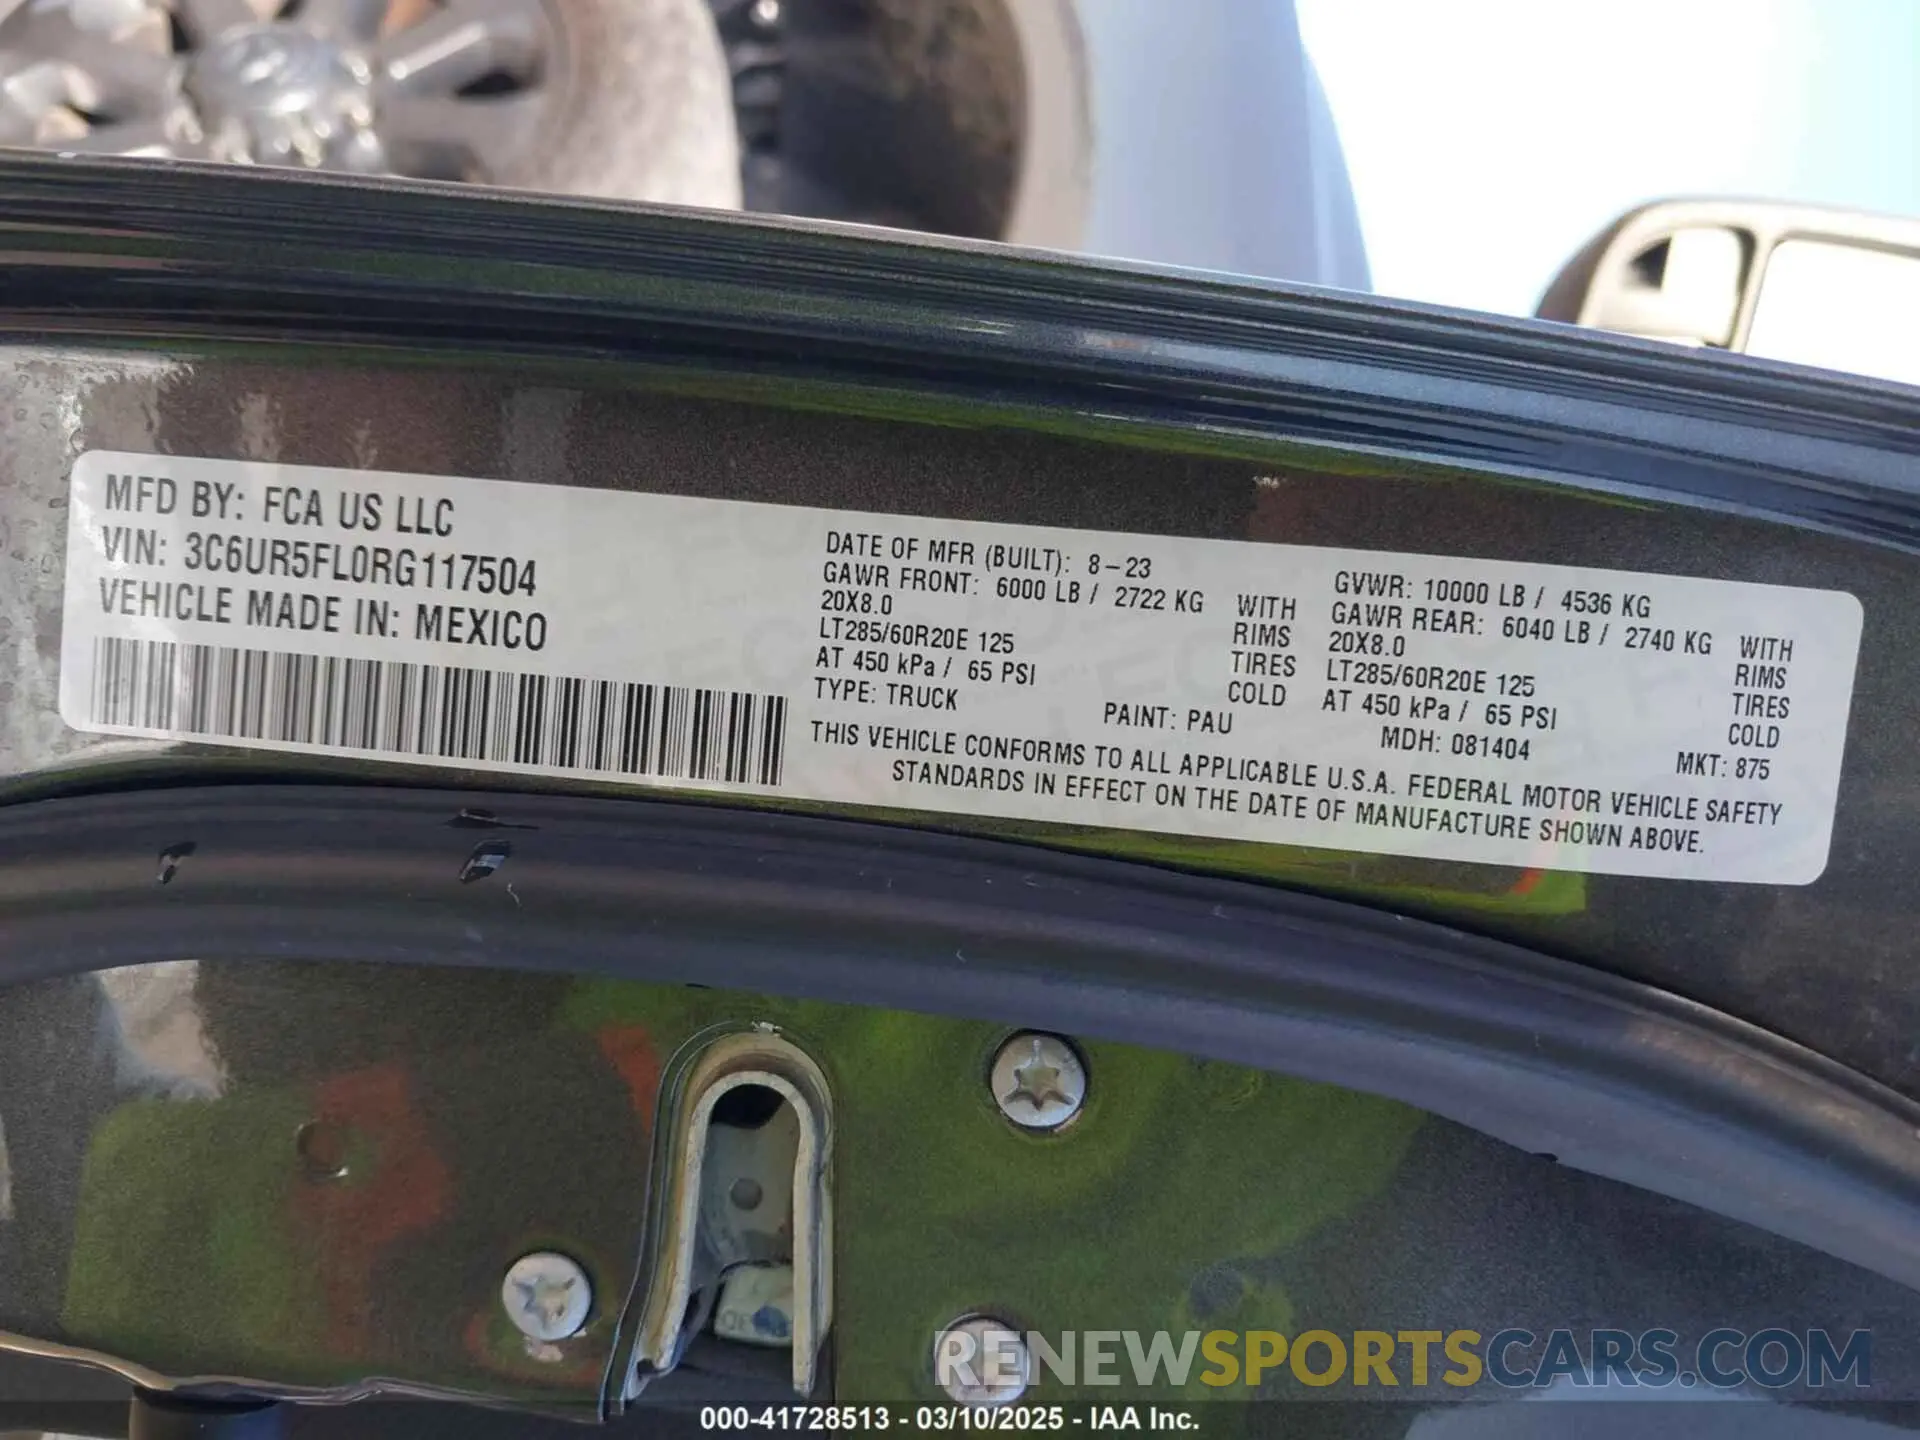 MFD BY: FCA US LLC
VIN: 3C6UR5FL0RG117504
VEHICLE MADE IN: MEXICO
DATE OF MFR (BUILT): 8-23
GAWR FRONT: 6000 LB / 2722 KG WITH
20X8.0 RIMS
LT285/60R20E 125 TIRES
AT 450 kPa / 65 PSI COLD
GVWR: 10000 LB / 4536 KG
GAWR REAR: 6040 LB / 2740 KG WITH
20X8.0 RIMS
LT285/60R20E 125 TIRES
AT 450 kPa / 65 PSI COLD
TYPE: TRUCK PAINT: PAU MDH: 081404 MKT: 875
THIS VEHICLE CONFORMS TO ALL APPLICABLE U.S.A. FEDERAL MOTOR VEHICLE SAFETY
STANDARDS IN EFFECT ON THE DATE OF MANUFACTURE SHOWN ABOVE.
RENEWSPORTSCARS.COM
000-41728513 - 03/10/2025 - IAA Inc.